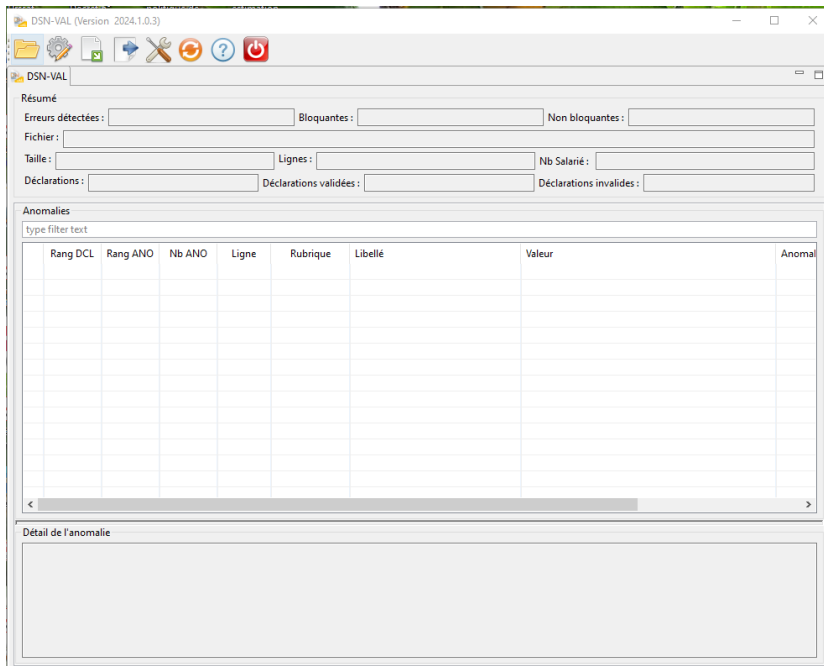 DSN-VAL (Version 2024.1.0.3)
DSN-VAL
Résumé
Erreurs détectées : Bloquantes : Non bloquantes :
Fichier :
Taille : Lignes : Nb Salarié :
Déclarations : Déclarations validées : Déclarations invalides :
Anomalies
type filter text
Rang DCL Rang ANO Nb ANO Ligne Rubrique Libellé Valeur Anomal
Détail de l'anomalie